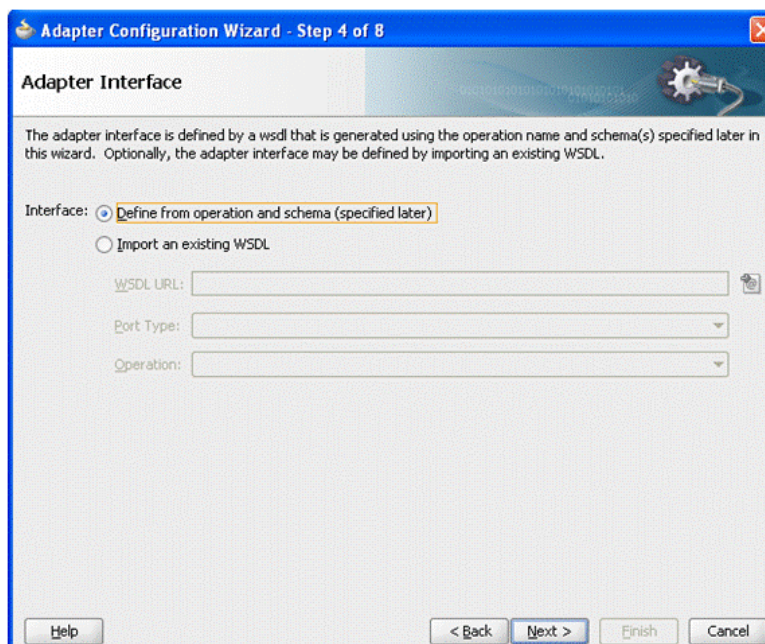 Adapter Configuration Wizard - Step 4 of 8
Adapter Interface
The adapter interface is defined by a wsdl that is generated using the operation name and schema(s) specified later in
this wizard. Optionally, the adapter interface may be defined by importing an existing WSDL.
Interface: Define from operation and schema (specified later)
Import an existing WSDL
WSDL URL:
Port Type:
Operation:
Help < Back Next > Finish Cancel